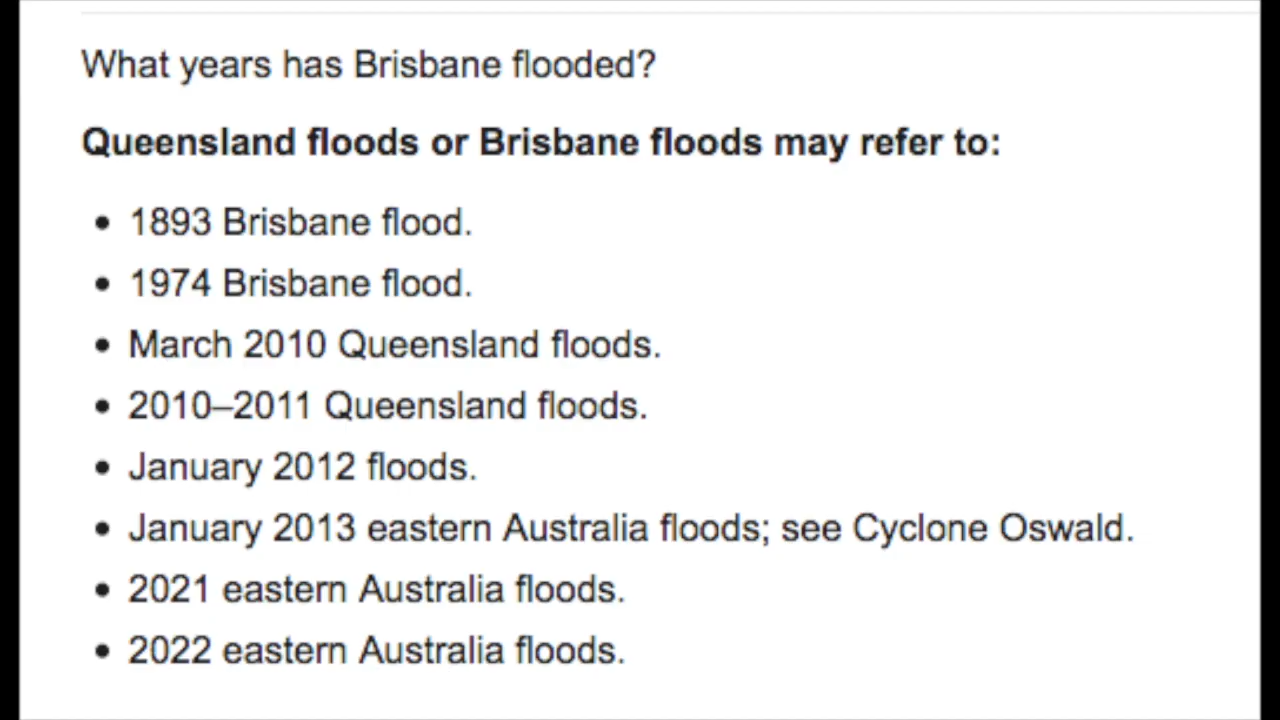 What years has Brisbane flooded?
Queensland floods or Brisbane floods may refer to:
• 1893 Brisbane flood.
• 1974 Brisbane flood.
• March 2010 Queensland floods.
• 2010–2011 Queensland floods.
• January 2012 floods.
• January 2013 eastern Australia floods; see Cyclone Oswald.
• 2021 eastern Australia floods.
• 2022 eastern Australia floods.